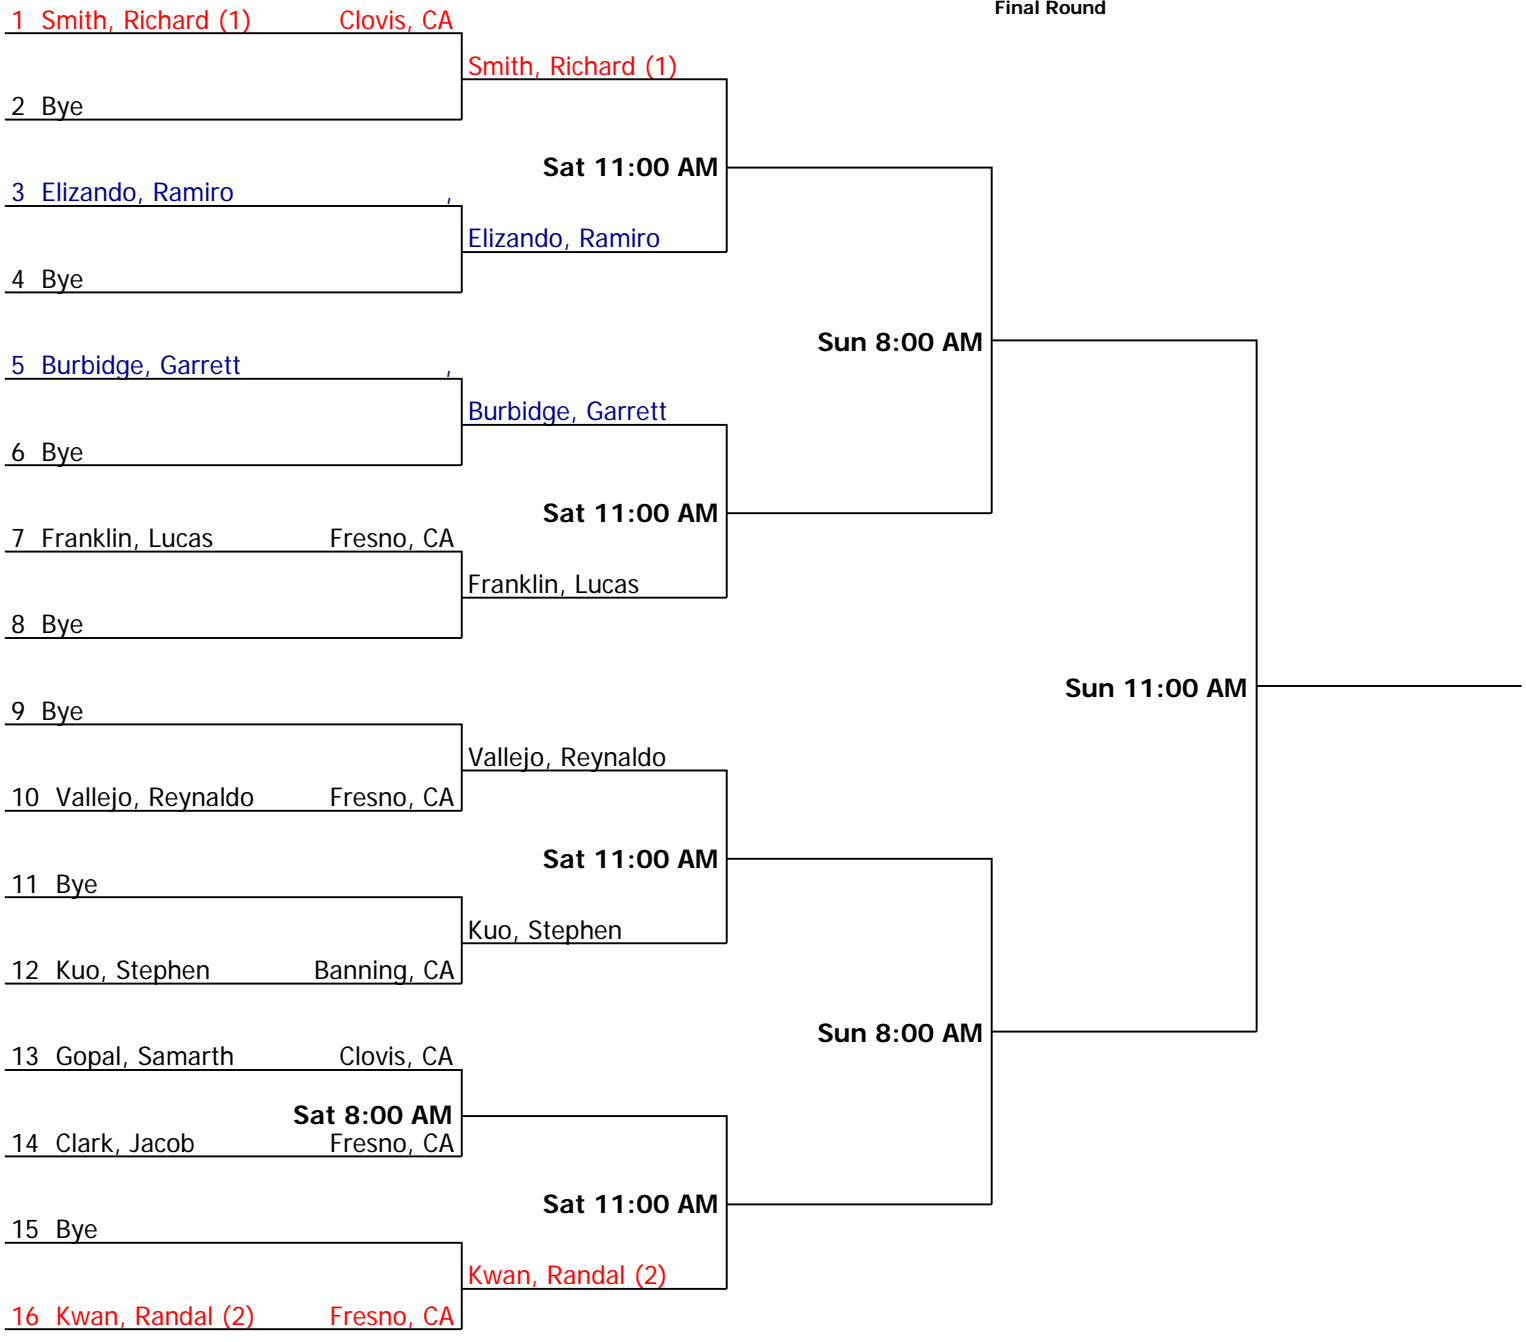 Final Round
1 Smith, Richard (1) Clovis, CA
Smith, Richard (1)
2 Bye
Sat 11:00 AM
3 Elizando, Ramiro ,
Elizando, Ramiro
4 Bye
Sun 8:00 AM
5 Burbidge, Garrett ,
Burbidge, Garrett
6 Bye
Sat 11:00 AM
7 Franklin, Lucas Fresno, CA
Franklin, Lucas
8 Bye
Sun 11:00 AM
9 Bye
Vallejo, Reynaldo
10 Vallejo, Reynaldo Fresno, CA
Sat 11:00 AM
11 Bye
Kuo, Stephen
12 Kuo, Stephen Banning, CA
Sun 8:00 AM
13 Gopal, Samarth Clovis, CA
Sat 8:00 AM
14 Clark, Jacob Fresno, CA
Sat 11:00 AM
15 Bye
Kwan, Randal (2)
16 Kwan, Randal (2) Fresno, CA